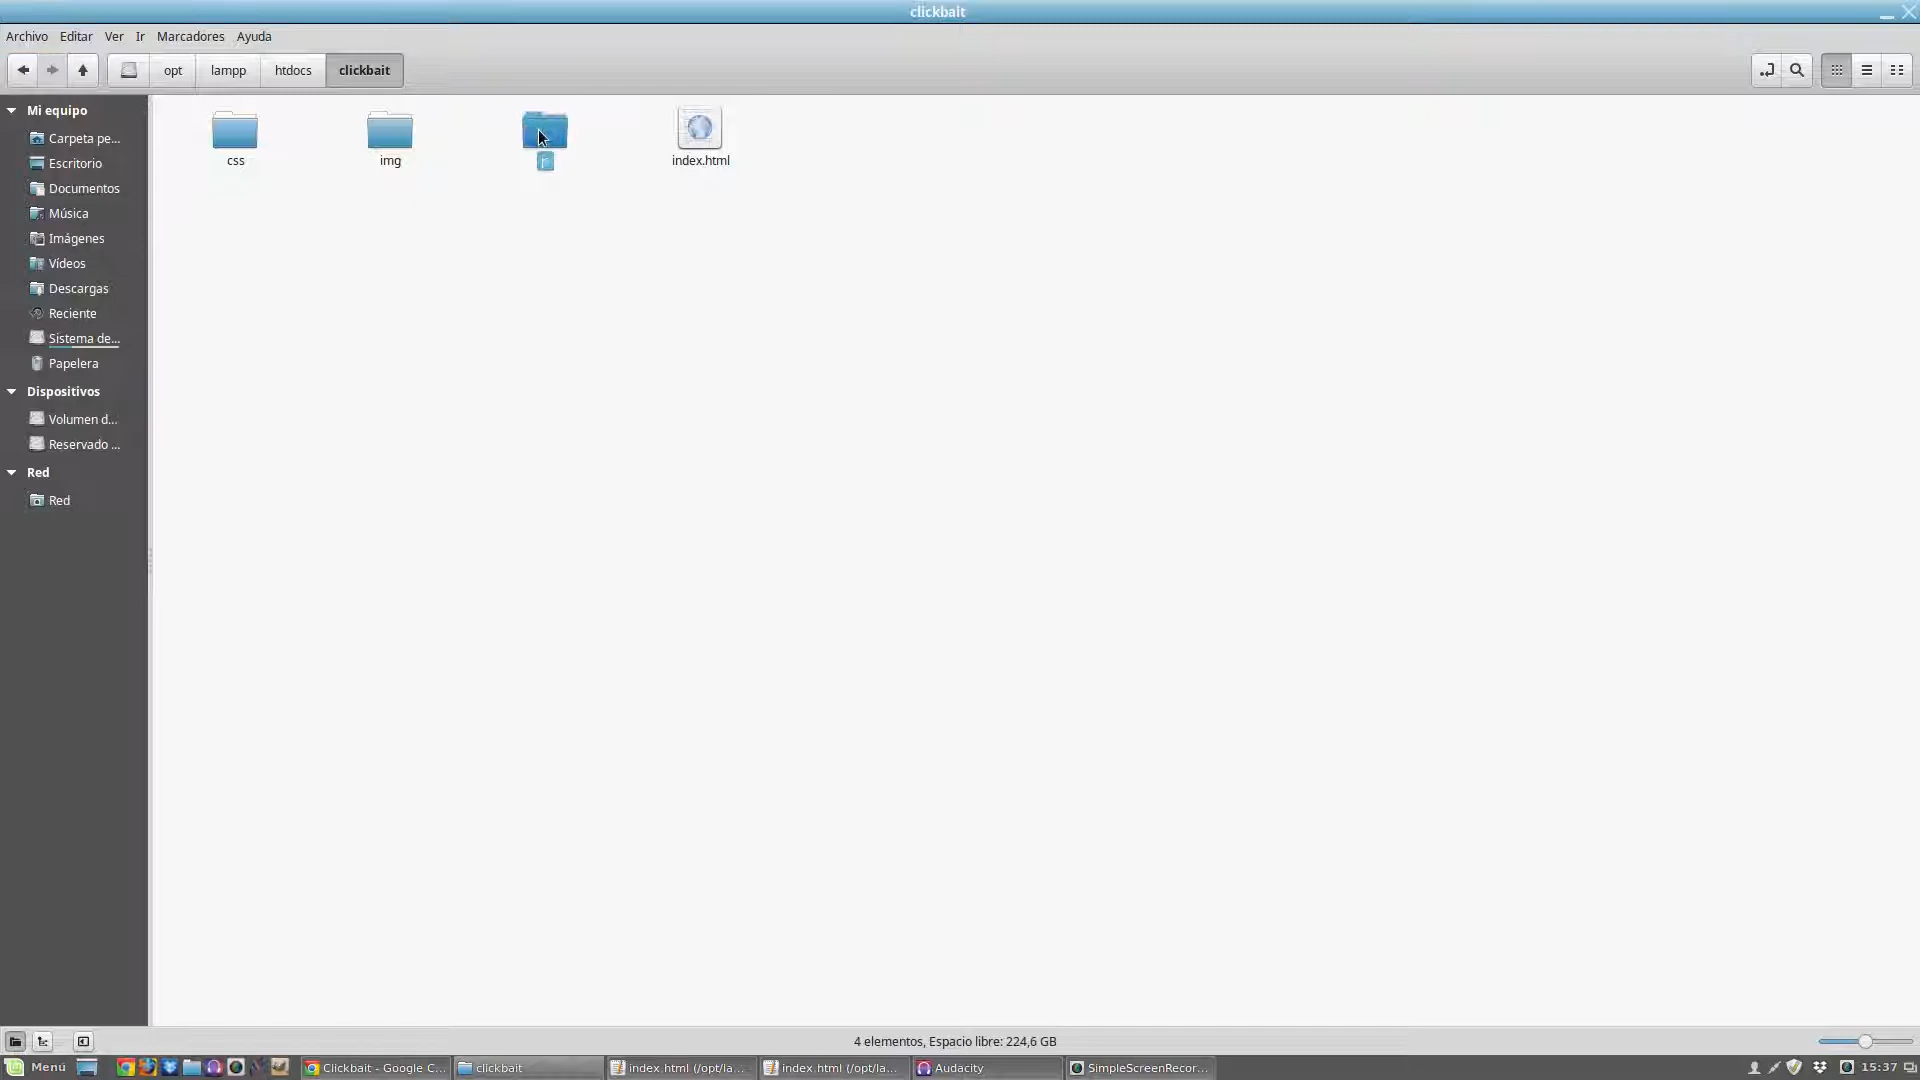 clickbait
Archivo Editar Ver Ir Marcadores Ayuda
opt lampp htdocs clickbait
Mi equipo
Carpeta pe...
Escritorio
Documentos
Música
Imágenes
Vídeos
Descargas
Reciente
Sistema de...
Papelera
Dispositivos
Volumen d...
Reservado ...
Red
Red
css img index.html
4 elementos, Espacio libre: 224,6 GB
Menú Clickbait - Google C... clickbait index.html (/opt/la... index.html (/opt/la... Audacity SimpleScreenRecor... 15:37